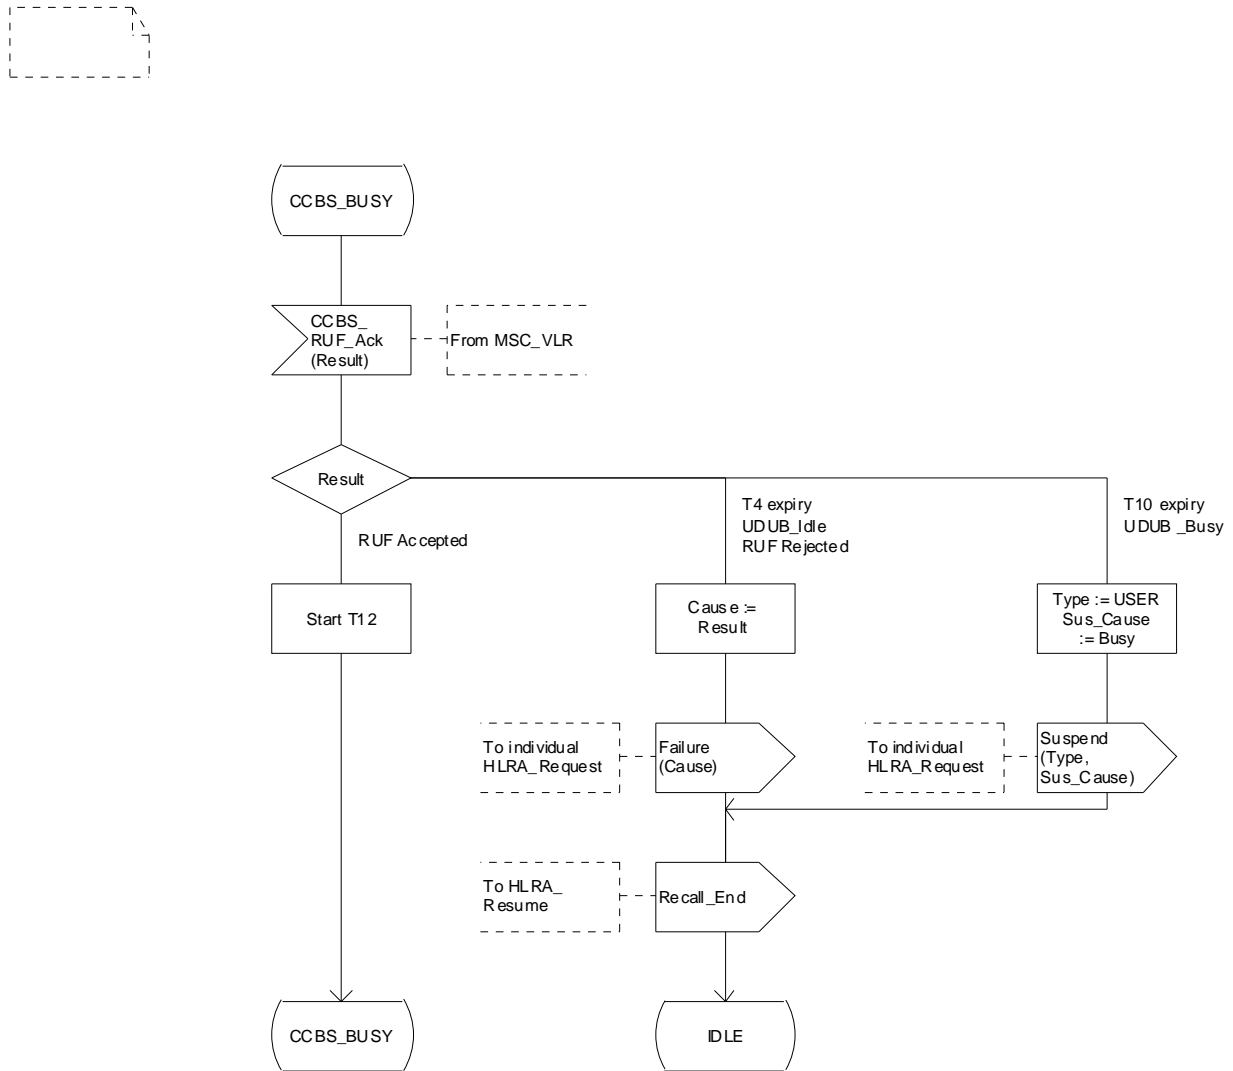 CCBS_BUSY
CCBS_
RUF_Ack
(Result)
From MSC_VLR
Result
RUF Accepted
T4 expiry
UDUB_Idle
RUF Rejected
T10 expiry
UDUB _Busy
Start T12
Cause :=
Result
Type := USER
Sus_Cause
:= Busy
To individual
HLRA_Request
Failure
(Cause)
To individual
HLRA_Request
Suspend
(Type,
Sus_Cause)
To HLRA_
Resume
Recall_End
CCBS_BUSY
IDLE